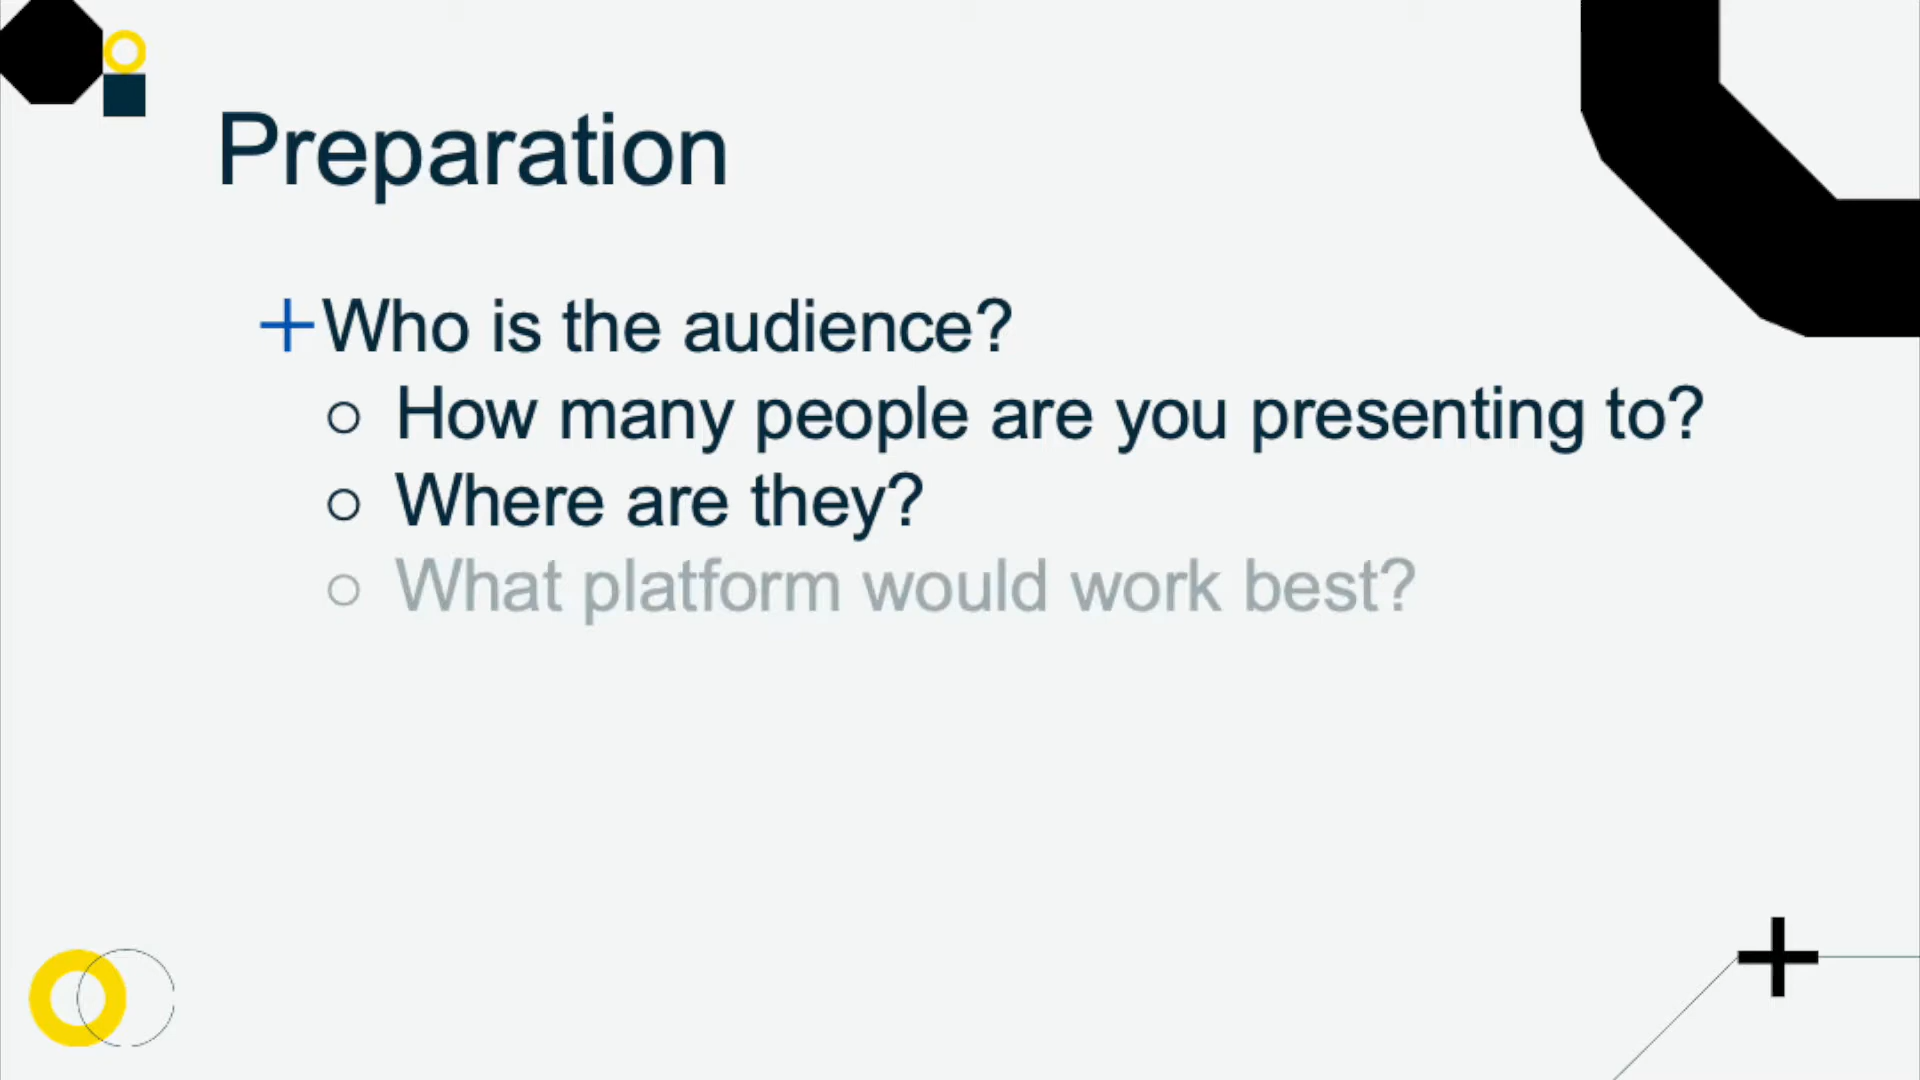 Preparation
Who is the audience?
How many people are you presenting to?
Where are they?
What platform would work best?